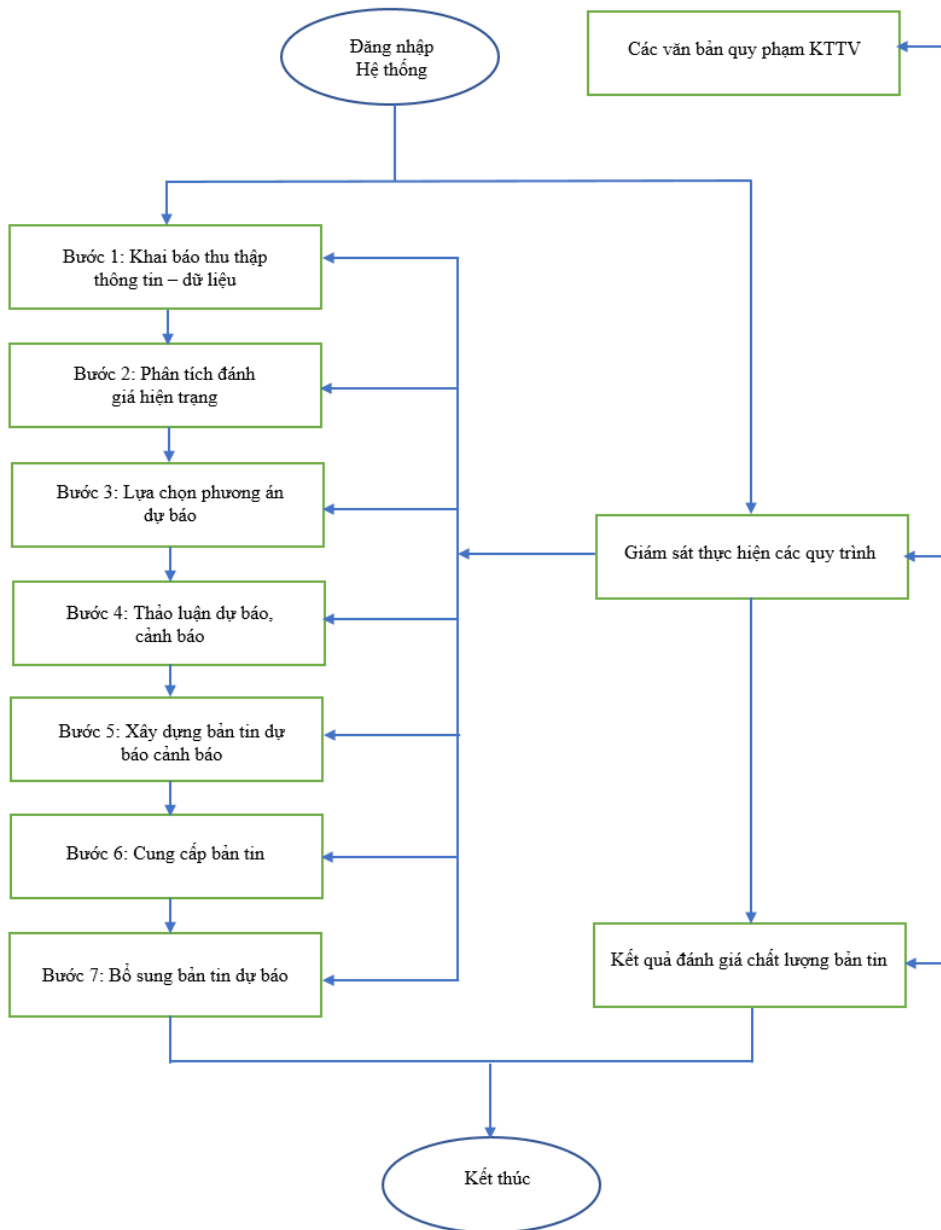 Đăng nhập
Hệ thống
Các văn bản quy phạm KTTV
Bước 1: Khai báo thu thập
thông tin – dữ liệu
Bước 2: Phân tích đánh
giá hiện trạng
Bước 3: Lựa chọn phương án
dự báo
Giám sát thực hiện các quy trình
Bước 4: Thảo luận dự báo,
cảnh báo
Bước 5: Xây dựng bản tin dự
báo cảnh báo
Bước 6: Cung cấp bản tin
Bước 7: Bổ sung bản tin dự báo
Kết quả đánh giá chất lượng bản tin
Kết thúc